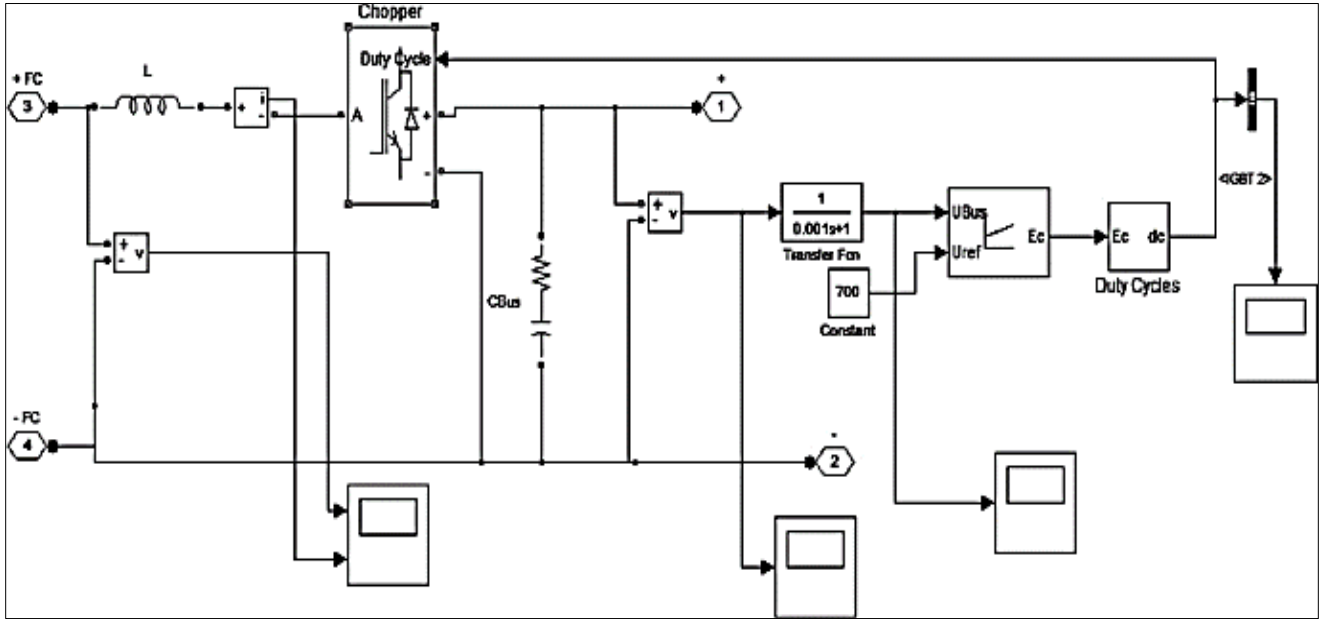 Chopper
Duty Cycle
+ FC
L
+
3
+
i
-
A
+
-
1
+
-
v
+
-
v
1
0.001s+1
Transfer Fcn
UBus
Uref
Ec
Ec
dc
Duty Cycles
<IGBT 2>
700
Constant
CBus
- FC
4
-
2